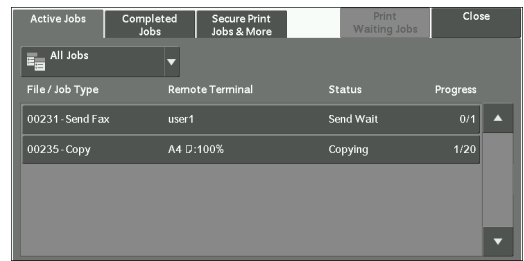 Active Jobs
Completed
Jobs
Secure Print
Jobs & More
Print
Waiting Jobs
Close
All Jobs
File / Job Type Remote Terminal Status Progress
00231 - Send Fax user1 Send Wait 0/1
00235 - Copy A4 D:100% Copying 1/20